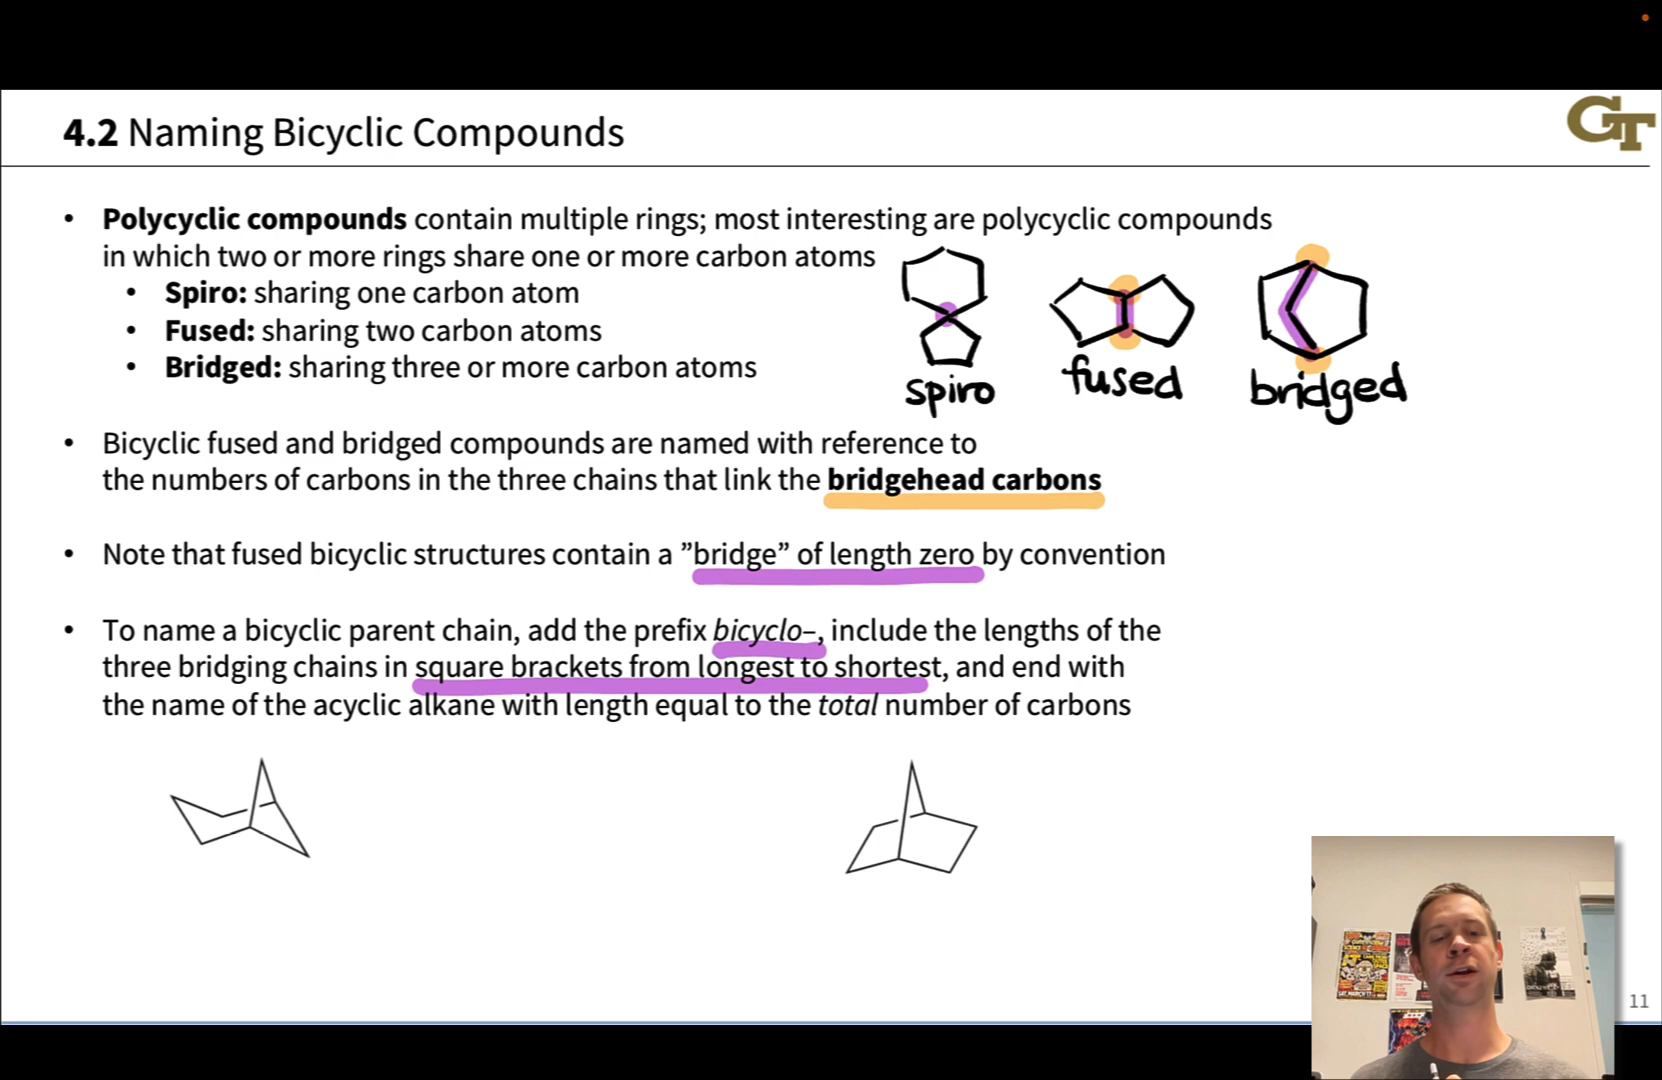 4.2 Naming Bicyclic Compounds
GT
• Polycyclic compounds contain multiple rings; most interesting are polycyclic compounds
in which two or more rings share one or more carbon atoms
• Spiro: sharing one carbon atom
• Fused: sharing two carbon atoms
• Bridged: sharing three or more carbon atoms
spiro
fused
bridged
• Bicyclic fused and bridged compounds are named with reference to
the numbers of carbons in the three chains that link the bridgehead carbons
• Note that fused bicyclic structures contain a ”bridge” of length zero by convention
• To name a bicyclic parent chain, add the prefix bicyclo–, include the lengths of the
three bridging chains in square brackets from longest to shortest, and end with
the name of the acyclic alkane with length equal to the total number of carbons
11